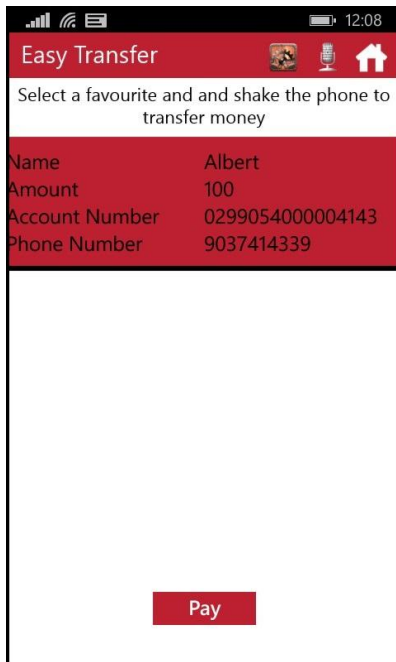 12:08
Easy Transfer
Select a favourite and and shake the phone to
transfer money
Name Albert
Amount 100
Account Number 0299054000004143
Phone Number 9037414339
Pay